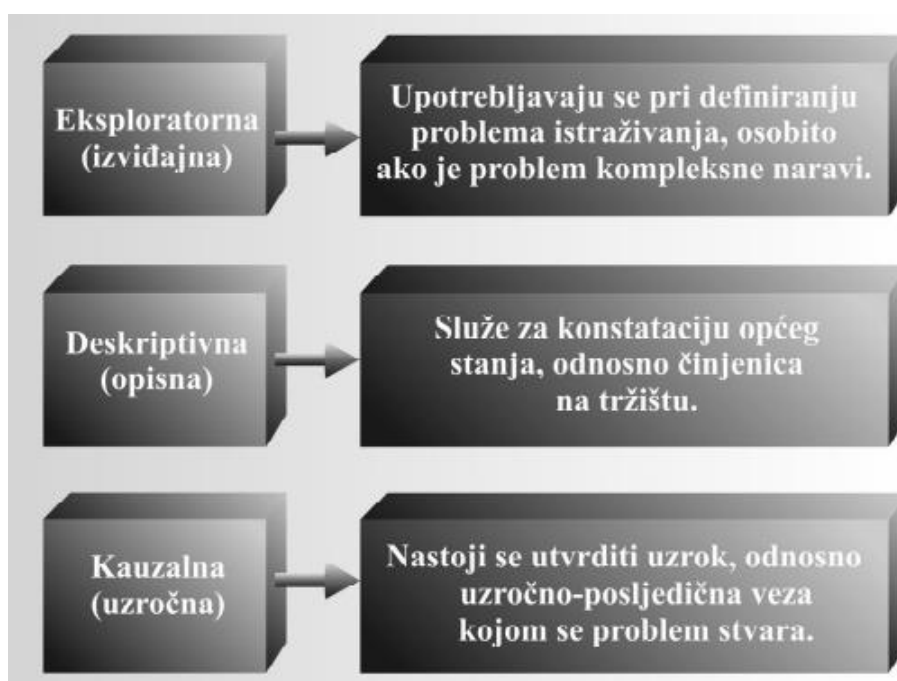 Eksploratorna
(izviđajna)
Upotrebljavaju se pri definiranju
problema istraživanja, osobito
ako je problem kompleksne naravi.
Deskriptivna
(opisna)
Služe za konstataciju općeg
stanja, odnosno činjenica
na tržištu.
Kauzalna
(uzročna)
Nastoji se utvrditi uzrok, odnosno
uzročno-posljedična veza
kojom se problem stvara.